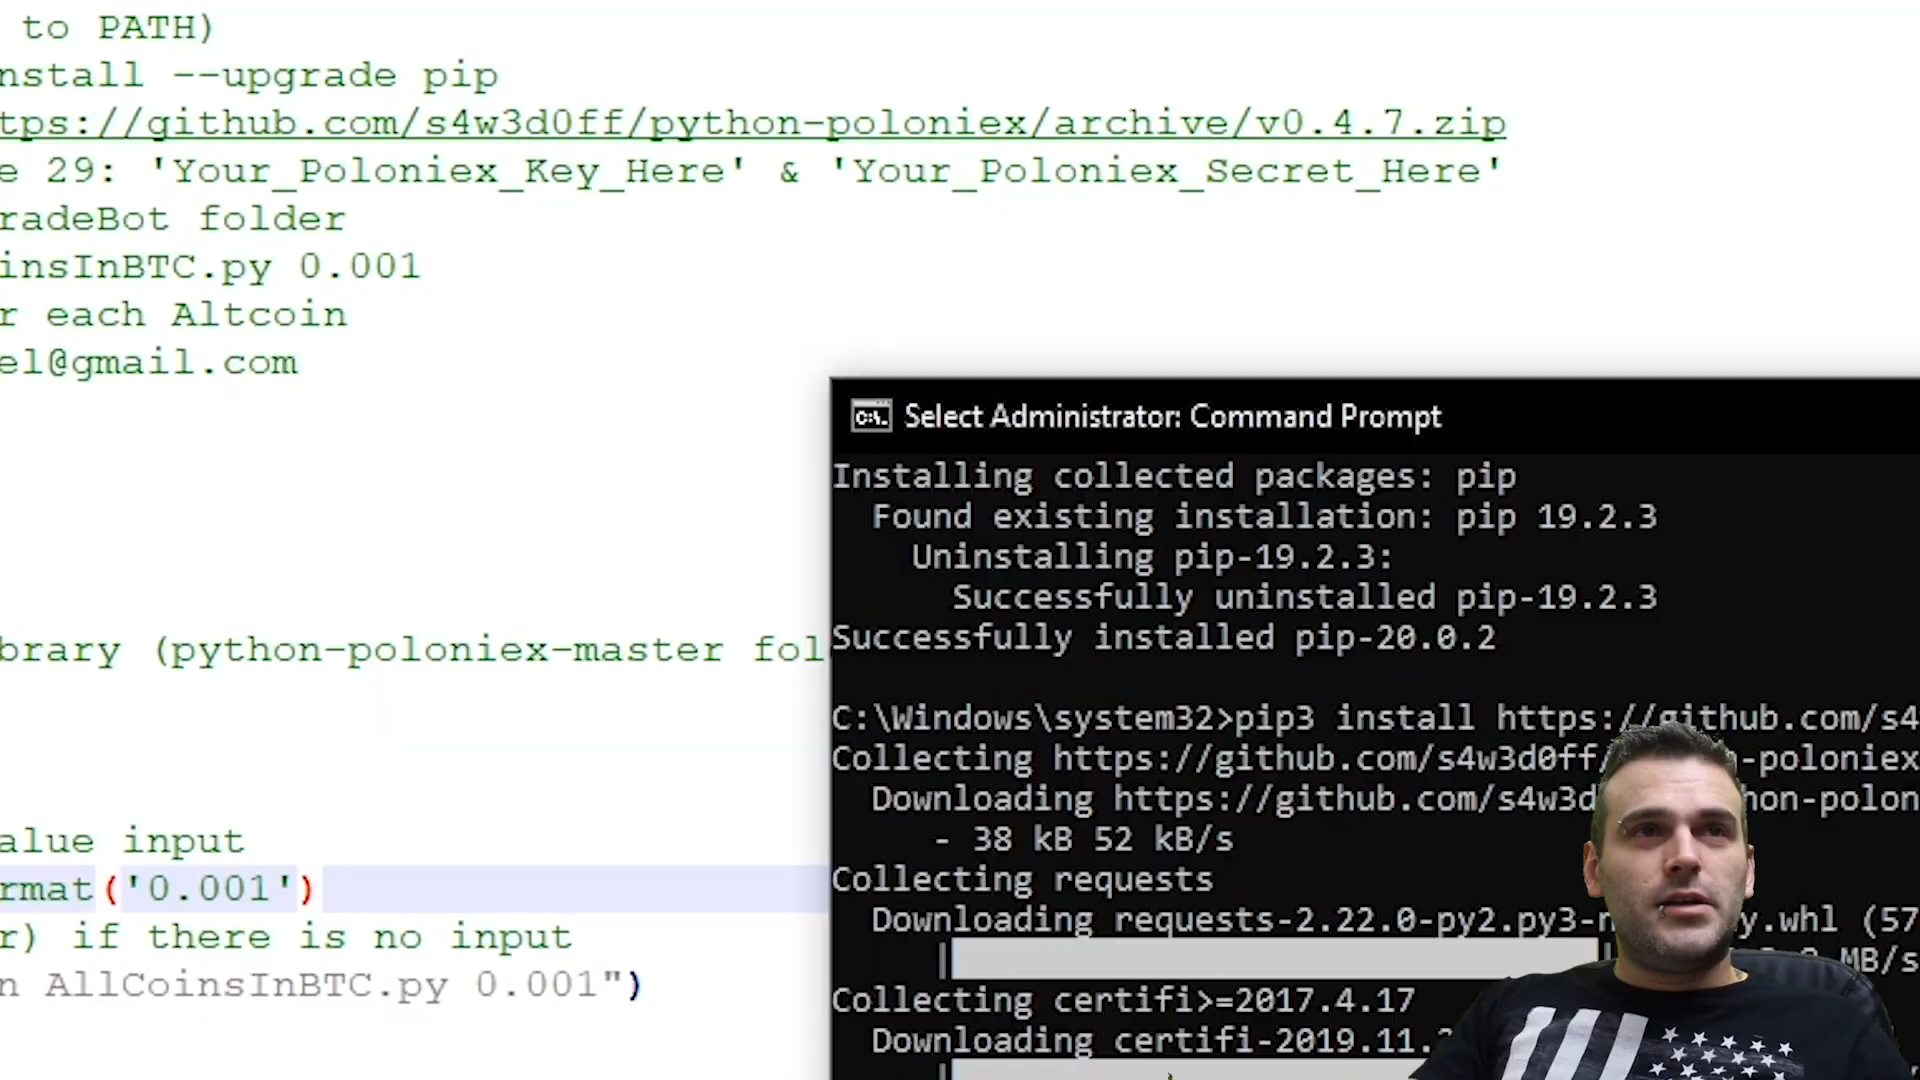 to PATH)
nstall --upgrade pip
tps://github.com/s4w3d0ff/python-poloniex/archive/v0.4.7.zip
e 29: 'Your_Poloniex_Key_Here' & 'Your_Poloniex_Secret_Here'
radeBot folder
insInBTC.py 0.001
r each Altcoin
el@gmail.com
brary (python-poloniex-master fol
alue input
rmat('0.001')
r) if there is no input
n AllCoinsInBTC.py 0.001")
Select Administrator: Command Prompt
Installing collected packages: pip
Found existing installation: pip 19.2.3
Uninstalling pip-19.2.3:
Successfully uninstalled pip-19.2.3
Successfully installed pip-20.0.2
C:\Windows\system32>pip3 install https://github.com/s4
Collecting https://github.com/s4w3d0ff/ -poloniex
Downloading https://github.com/s4w3d hon-polon
- 38 kB 52 kB/s
Collecting requests
Downloading requests-2.22.0-py2.py3-n y.whl (57
MB/s
Collecting certifi>=2017.4.17
Downloading certifi-2019.11.